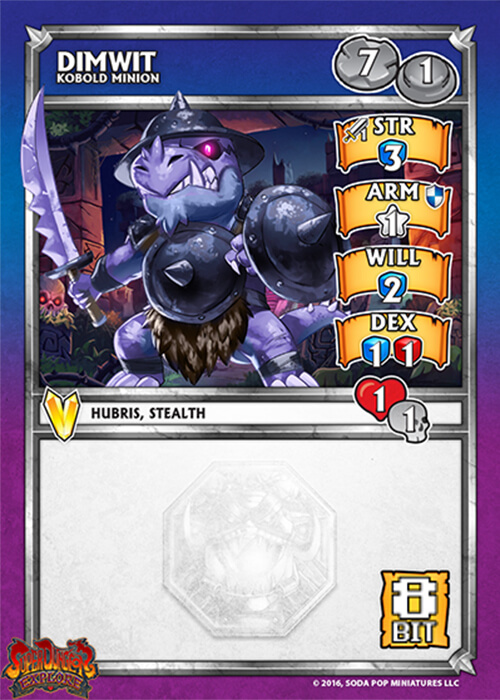 DIMWIT
KOBOLD MINION
7 1
STR
3
ARM
1
WILL
2
DEX
1 1
HUBRIS, STEALTH
1
1
8
BIT
SUPER DUNGEON
EXPLORE
© 2016, SODA POP MINIATURES LLC